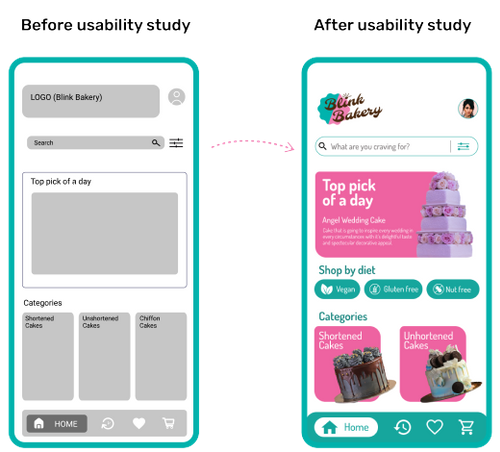 Before usability study
After usability study
LOGO (Blink Bakery)
Search
Top pick of a day
Categories
Shortened
Cakes
Unshortened
Cakes
Chiffon
Cakes
HOME
Blink
Bakery
What are you craving for?
Top pick
of a day
Angel Wedding Cake
Cake that is going to inspire every wedding in
every circumstances with it's delightful taste
and spectacular decorative appeal
Shop by diet
Vegan
Gluten free
Nut free
Categories
Shortened
Cakes
Unhortened
Cakes
Home